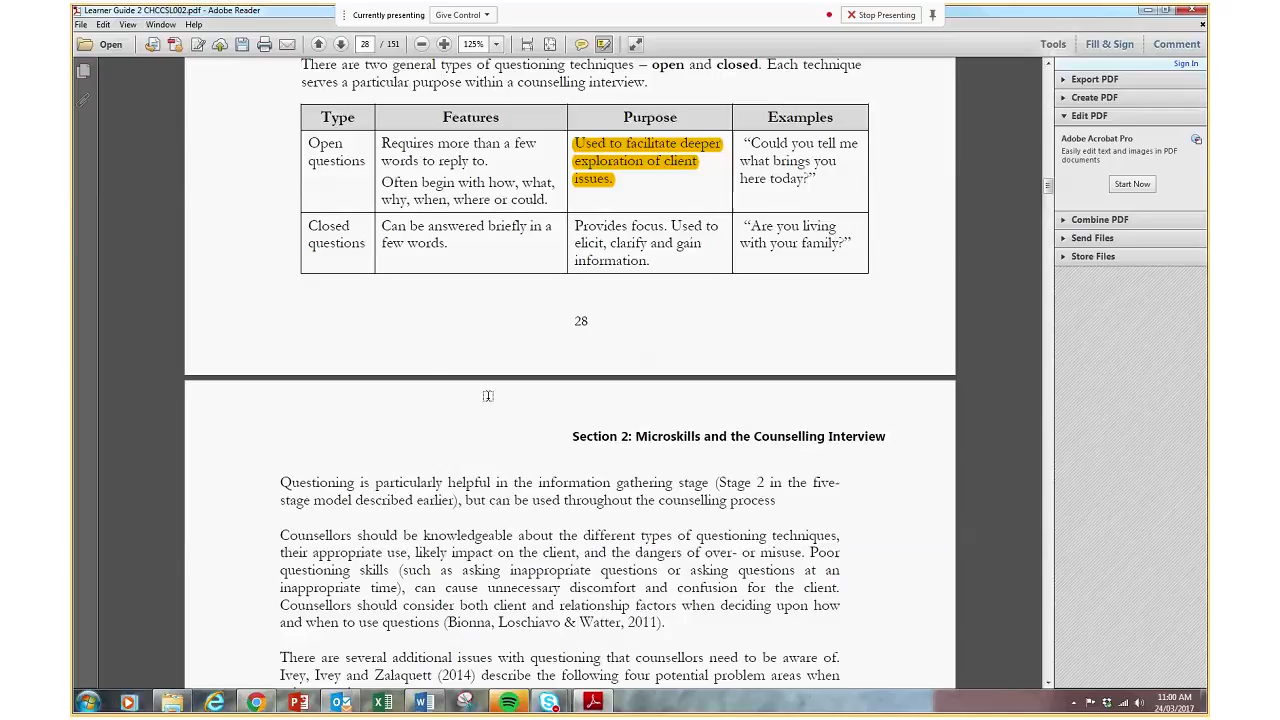 Learner Guide 2 CHCCSL002.pdf - Adobe Reader
Currently presenting Give Control Stop Presenting
File Edit View Window Help
Open 28 / 151 125% Tools Fill & Sign Comment
Sign In
There are two general types of questioning techniques – open and closed. Each technique
serves a particular purpose within a counselling interview.
Type Features Purpose Examples
Open
questions
Requires more than a few
words to reply to.
Often begin with how, what,
why, when, where or could.
Used to facilitate deeper
exploration of client
issues.
“Could you tell me
what brings you
here today?”
Closed
questions
Can be answered briefly in a
few words.
Provides focus. Used to
elicit, clarify and gain
information.
“Are you living
with your family?”
28
Section 2: Microskills and the Counselling Interview
Questioning is particularly helpful in the information gathering stage (Stage 2 in the five-
stage model described earlier), but can be used throughout the counselling process
Counsellors should be knowledgeable about the different types of questioning techniques,
their appropriate use, likely impact on the client, and the dangers of over- or misuse. Poor
questioning skills (such as asking inappropriate questions or asking questions at an
inappropriate time), can cause unnecessary discomfort and confusion for the client.
Counsellors should consider both client and relationship factors when deciding upon how
and when to use questions (Bionna, Loschiavo & Watter, 2011).
There are several additional issues with questioning that counsellors need to be aware of.
Ivey, Ivey and Zalaquett (2014) describe the following four potential problem areas when
Export PDF
Create PDF
Edit PDF
Adobe Acrobat Pro
Easily edit text and images in PDF
documents
Start Now
Combine PDF
Send Files
Store Files
11:00 AM
24/03/2017